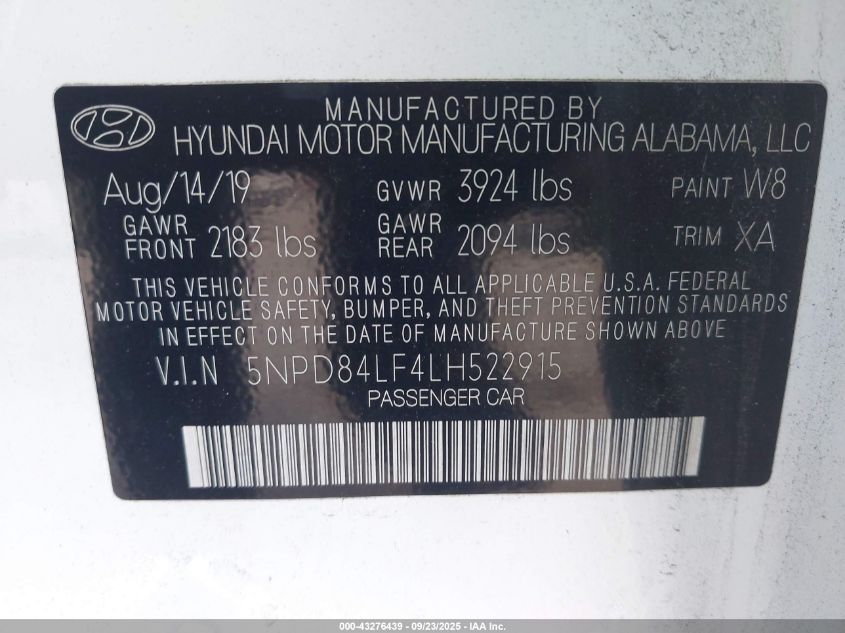 MANUFACTURED BY
HYUNDAI MOTOR MANUFACTURING ALABAMA, LLC
Aug/14/19 GVWR 3924 lbs PAINT W8
GAWR FRONT 2183 lbs GAWR REAR 2094 lbs TRIM XA
THIS VEHICLE CONFORMS TO ALL APPLICABLE U.S.A. FEDERAL
MOTOR VEHICLE SAFETY, BUMPER, AND THEFT PREVENTION STANDARDS
IN EFFECT ON THE DATE OF MANUFACTURE SHOWN ABOVE
V.I.N 5NPD84LF4LH522915
PASSENGER CAR
000-43276439 - 09/23/2025 - IAA Inc.